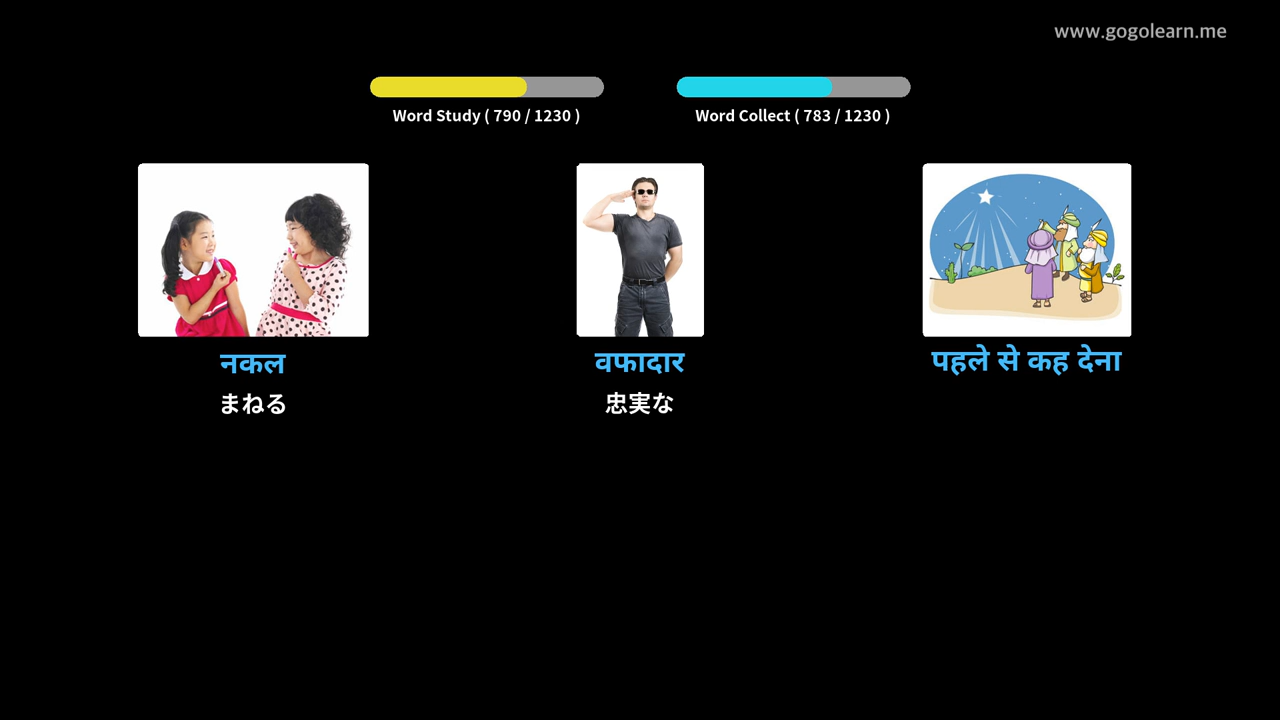 www.gogolearn.me
Word Study ( 790 / 1230 )
Word Collect ( 783 / 1230 )
नकल
वफादार
पहले से कह देना
まねる
忠実な